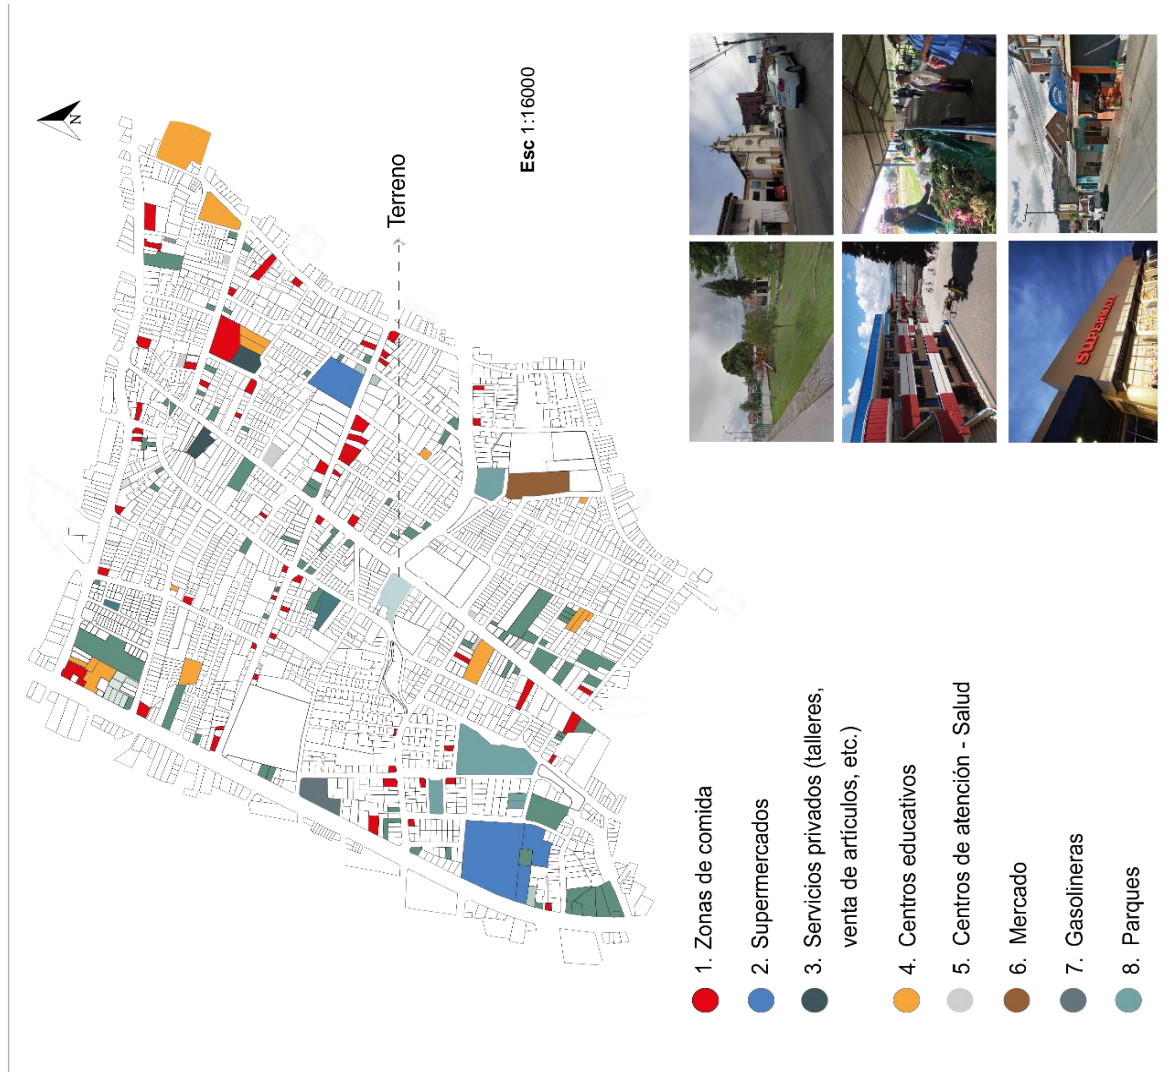 N
Terreno
Esc 1:16000
1. Zonas de comida
2. Supermercados
3. Servicios privados (talleres,
venta de artículos, etc.)
4. Centros educativos
5. Centros de atención - Salud
6. Mercado
7. Gasolineras
8. Parques
SUPERMAXI